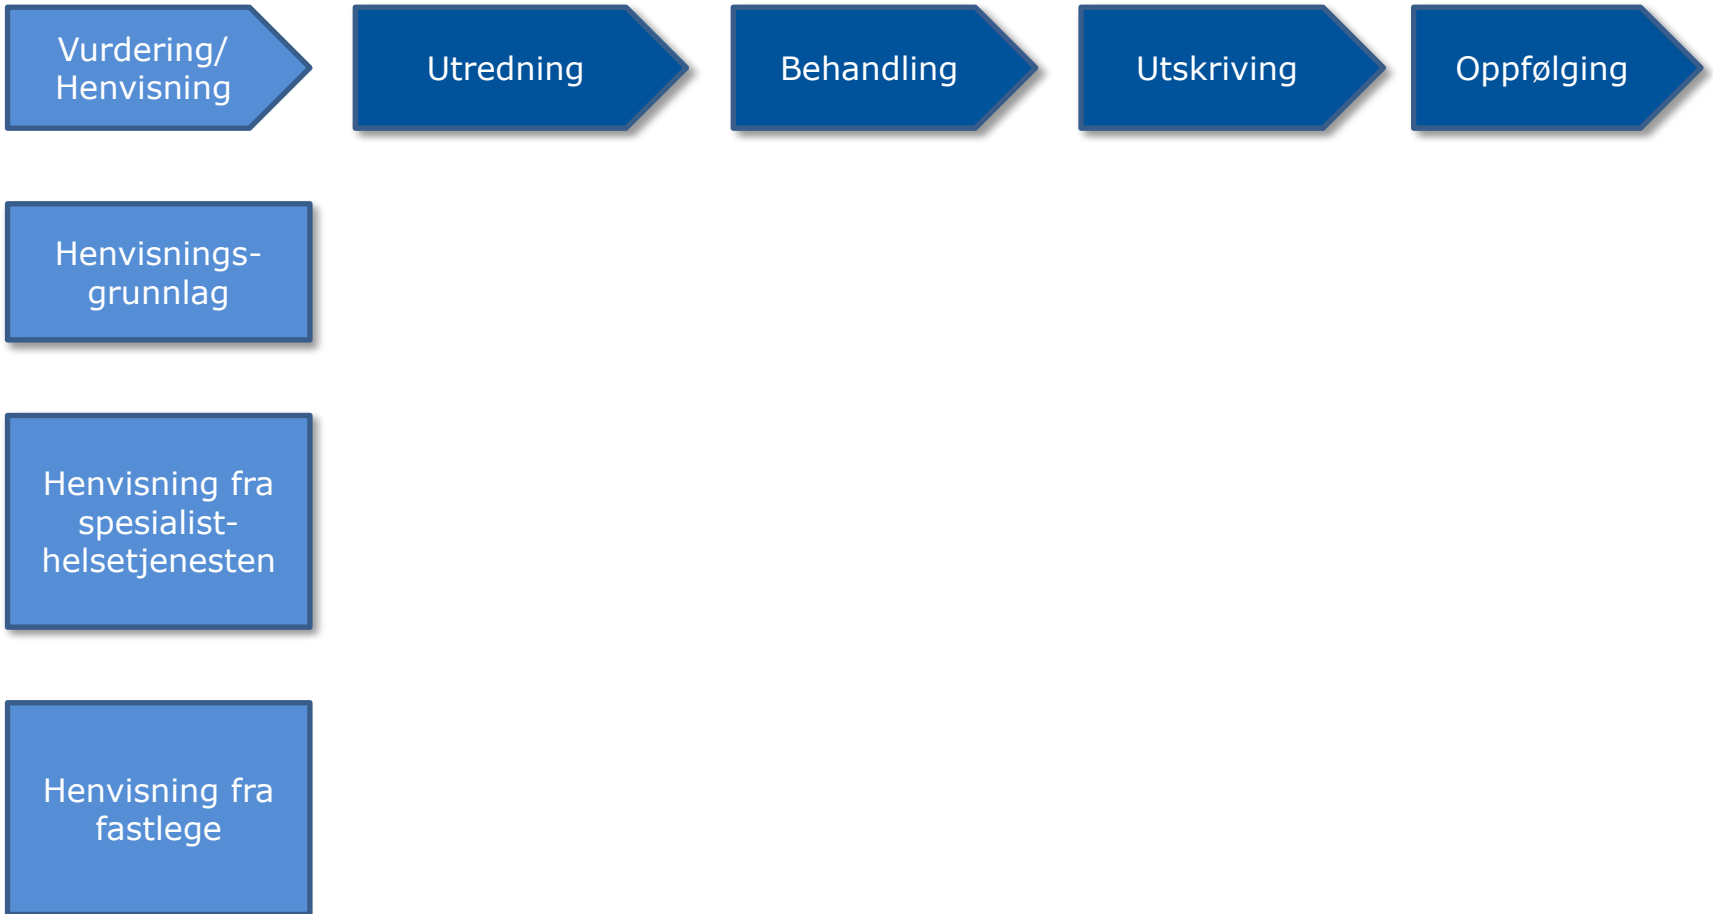 Vurdering/
Henvisning
Utredning
Behandling
Utskriving
Oppfølging
Henvisnings-
grunnlag
Henvisning fra
spesialist-
helsetjenesten
Henvisning fra
fastlege